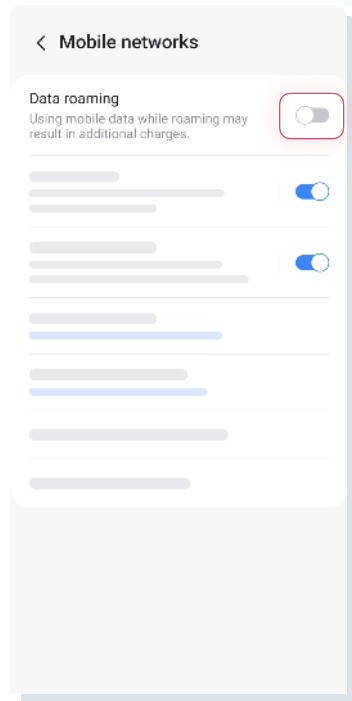 Mobile networks
Data roaming
Using mobile data while roaming may
result in additional charges.